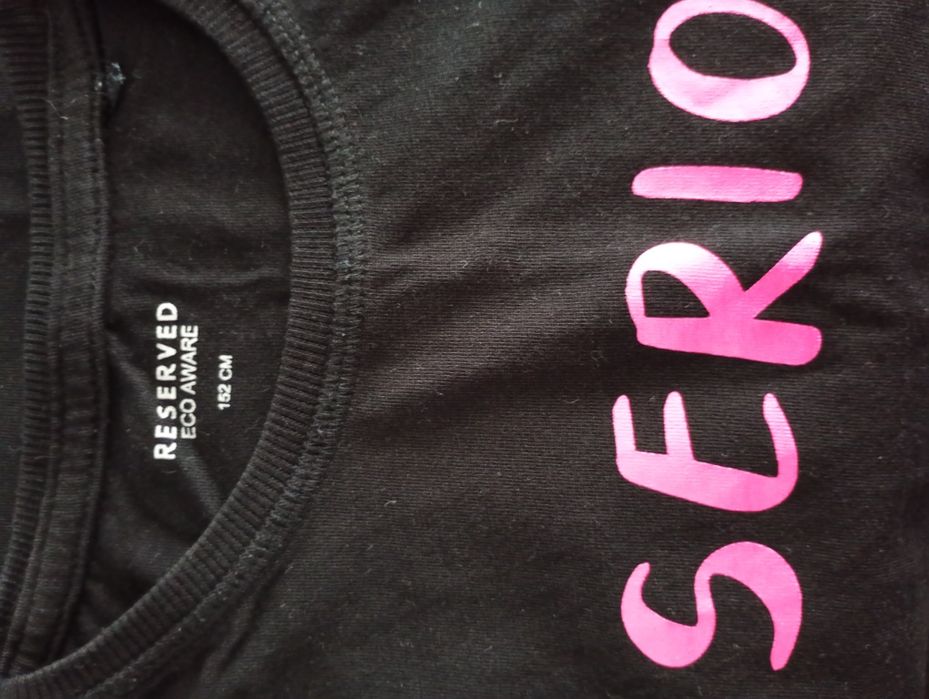 RESERVED
ECO AWARE
152 CM
SERIO